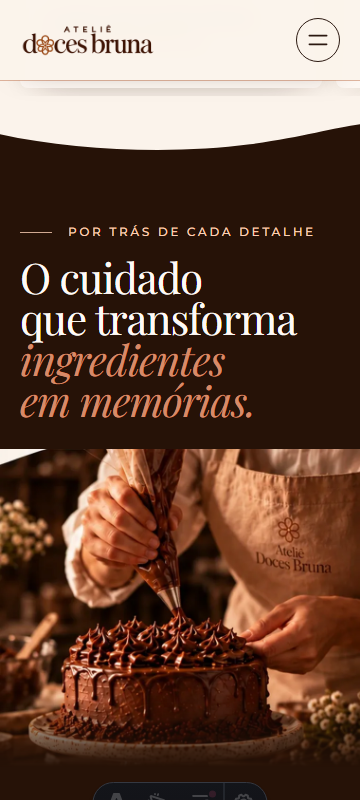 ATELIÊ
doces bruna
POR TRÁS DE CADA DETALHE
O cuidado
que transforma
ingredientes
em memórias.
Ateliê
Doces Bruna